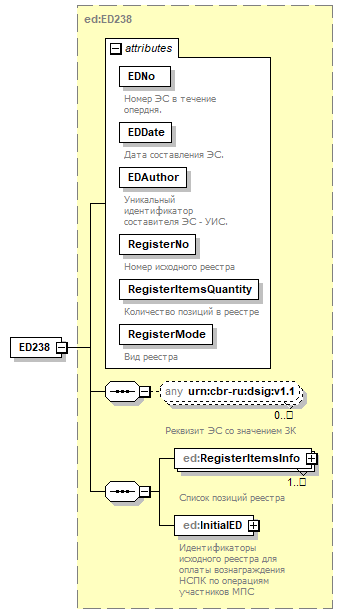 ed:ED238
attributes
EDNo
Номер ЭС в течение
опердня.
EDDate
Дата составления ЭС.
EDAuthor
Уникальный
идентификатор
составителя ЭС - УИС.
RegisterNo
Номер исходного реестра
RegisterItemsQuantity
Количество позиций в реестре
RegisterMode
Вид реестра
ED238
any urn:cbr-ru:dsig:v1.1
0..
Реквизит ЭС со значением ЗК
ed:RegisterItemsInfo
1..
Список позиций реестра
ed:InitialED
Идентификаторы
исходного реестра для
оплаты вознаграждения
НСПК по операциям
участников МПС